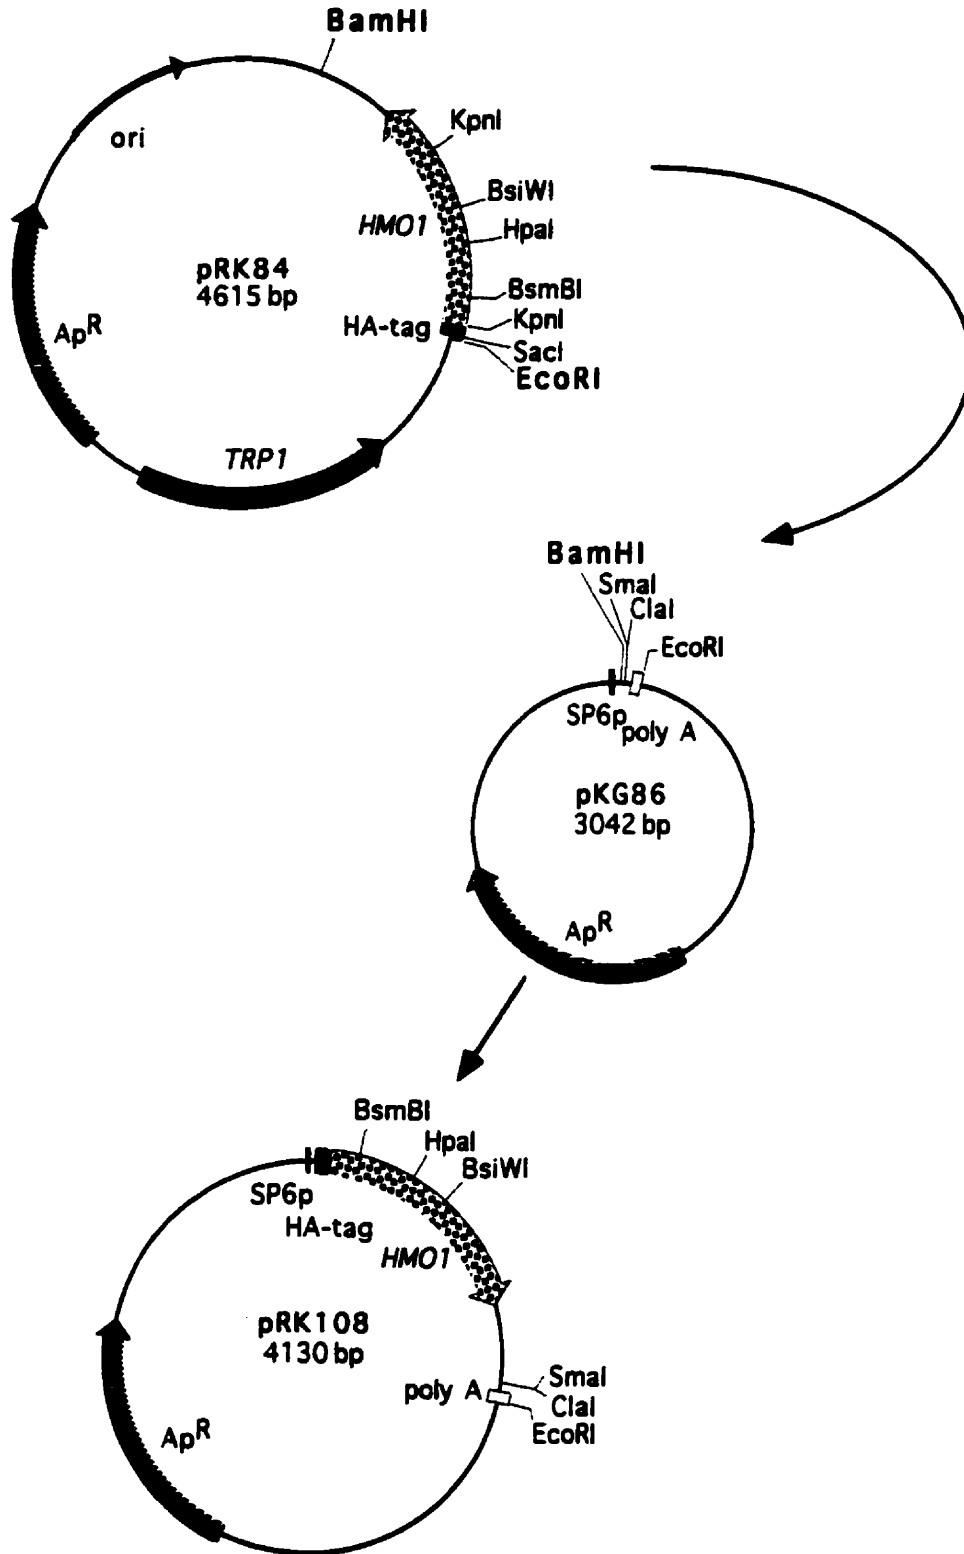 BamHI
KpnI
ori
BsiWI
HMO1
HpaI
pRK84
4615 bp
BsmBI
KpnI
HA-tag
ApR
SacI
EcoRI
TRP1
BamHI
SmaI
ClaI
EcoRI
SP6p
poly A
pKG86
3042 bp
ApR
BsmBI
HpaI
BsiWI
SP6p
HA-tag
HMO1
pRK108
4130 bp
SmaI
poly A
ClaI
EcoRI
ApR